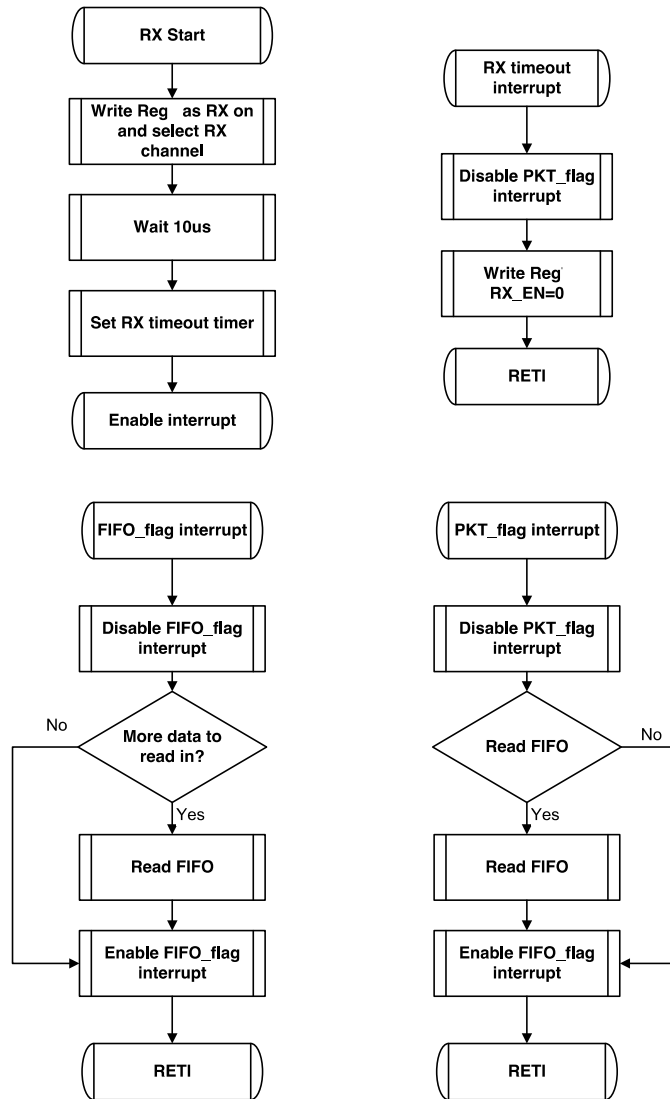 RX Start
Write Reg as RX on
and select RX
channel
Wait 10us
Set RX timeout timer
Enable interrupt
RX timeout
interrupt
Disable PKT_flag
interrupt
Write Reg
RX_EN=0
RETI
FIFO_flag interrupt
Disable FIFO_flag
interrupt
No
More data to
read in?
Yes
Read FIFO
Enable FIFO_flag
interrupt
RETI
PKT_flag interrupt
Disable PKT_flag
interrupt
Read FIFO
No
Yes
Read FIFO
Enable FIFO_flag
interrupt
RETI